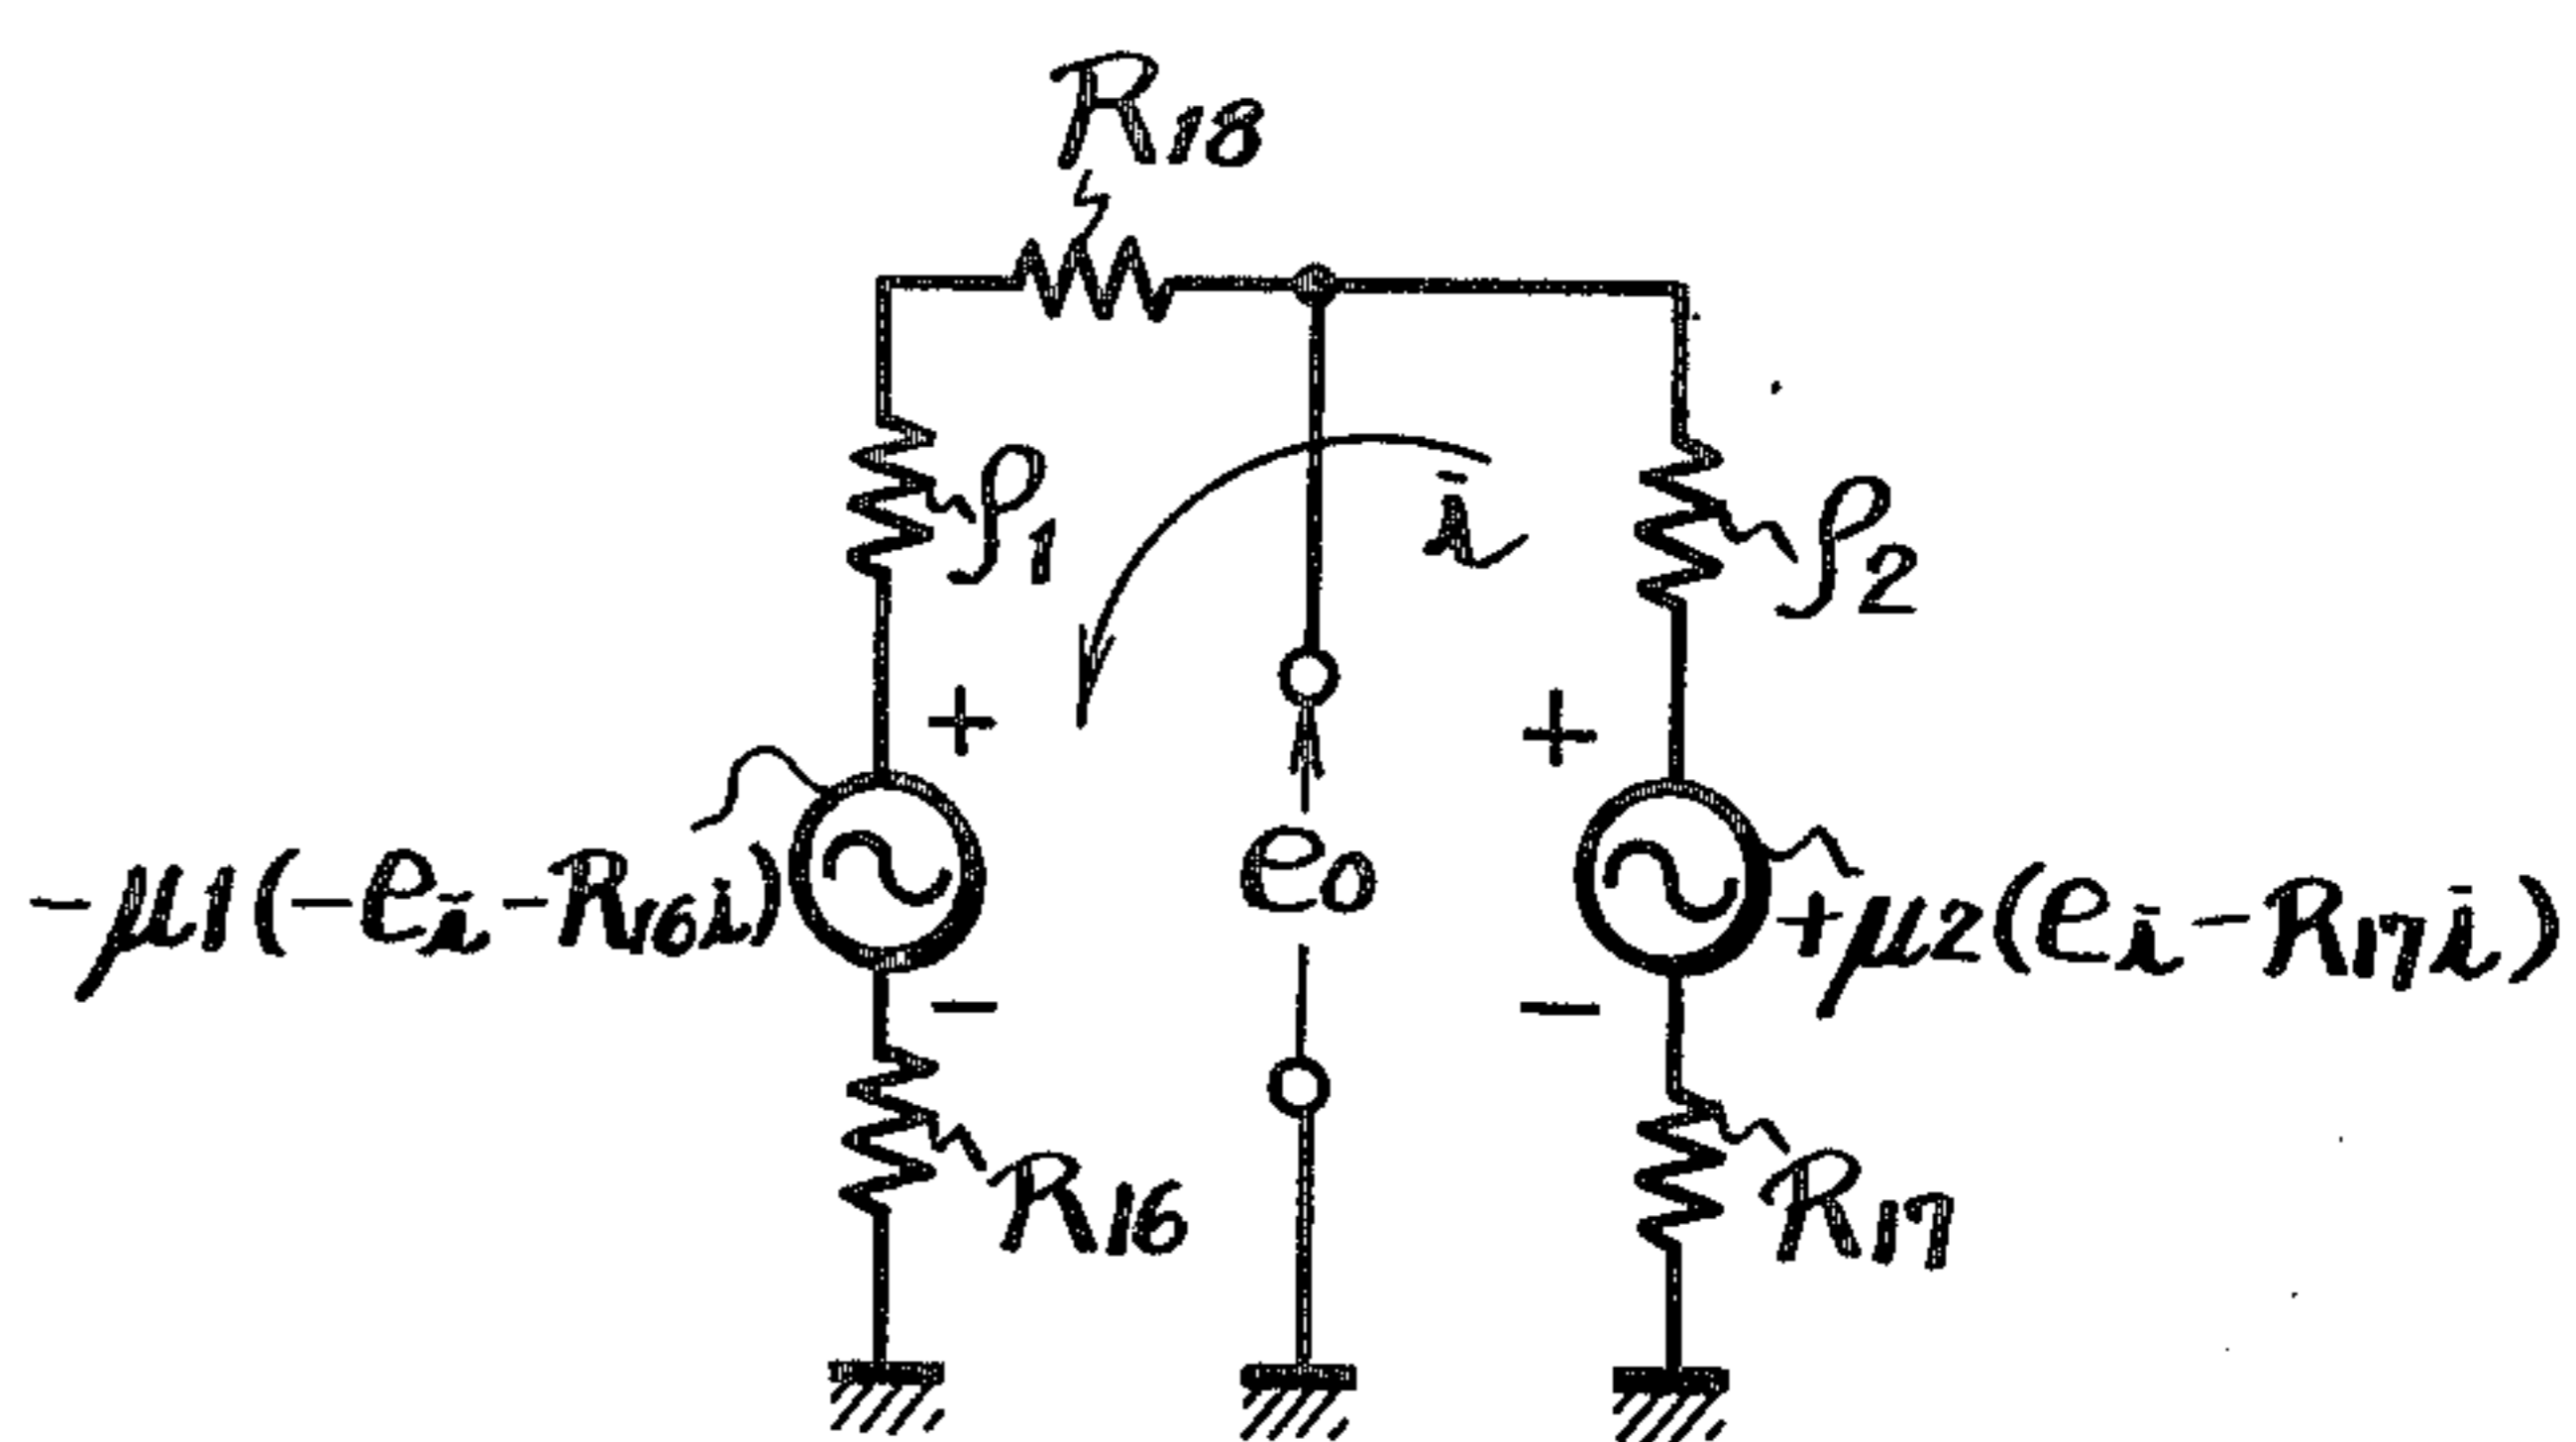 R18
ρ1
i
ρ2
+
+
-μ1(-ei-R16i)
e0
+μ2(ei-R17i)
-
-
R16
R17